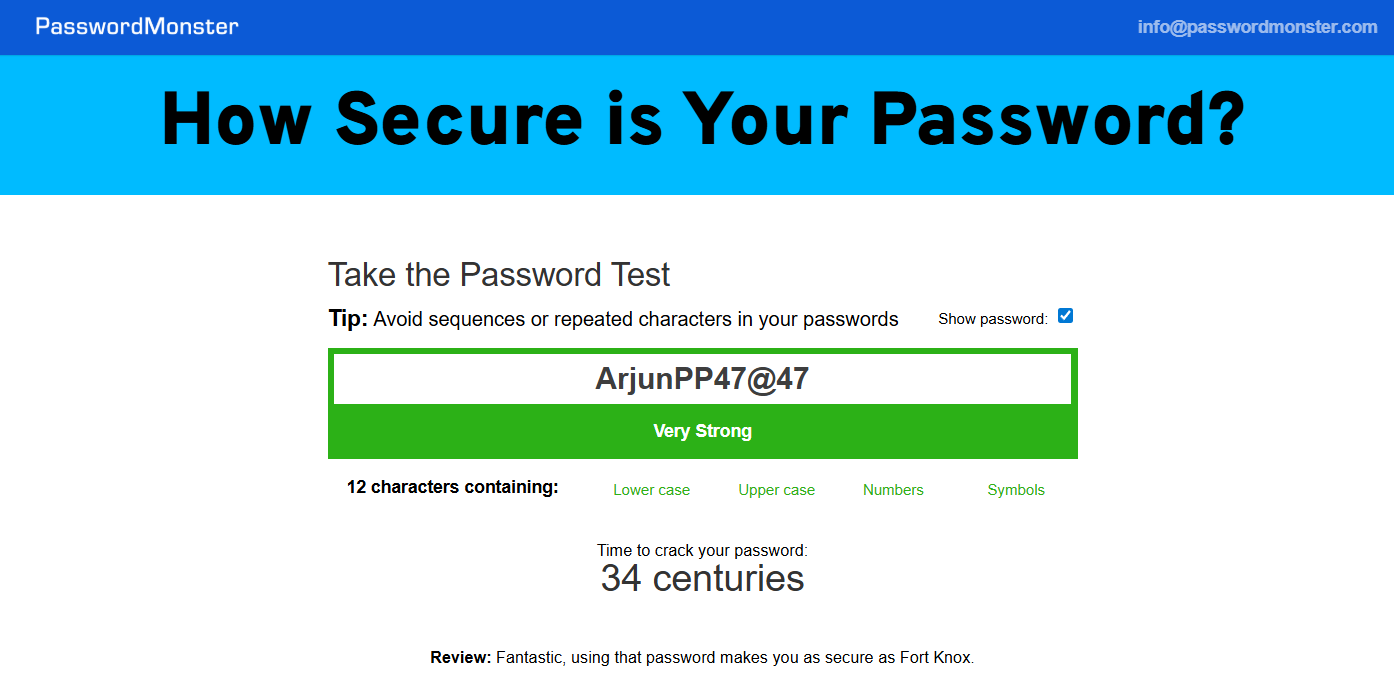 PasswordMonster
info@passwordmonster.com
How Secure is Your Password?
Take the Password Test
Tip: Avoid sequences or repeated characters in your passwords
Show password:
ArjunPP47@47
Very Strong
12 characters containing:
Lower case
Upper case
Numbers
Symbols
Time to crack your password:
34 centuries
Review: Fantastic, using that password makes you as secure as Fort Knox.